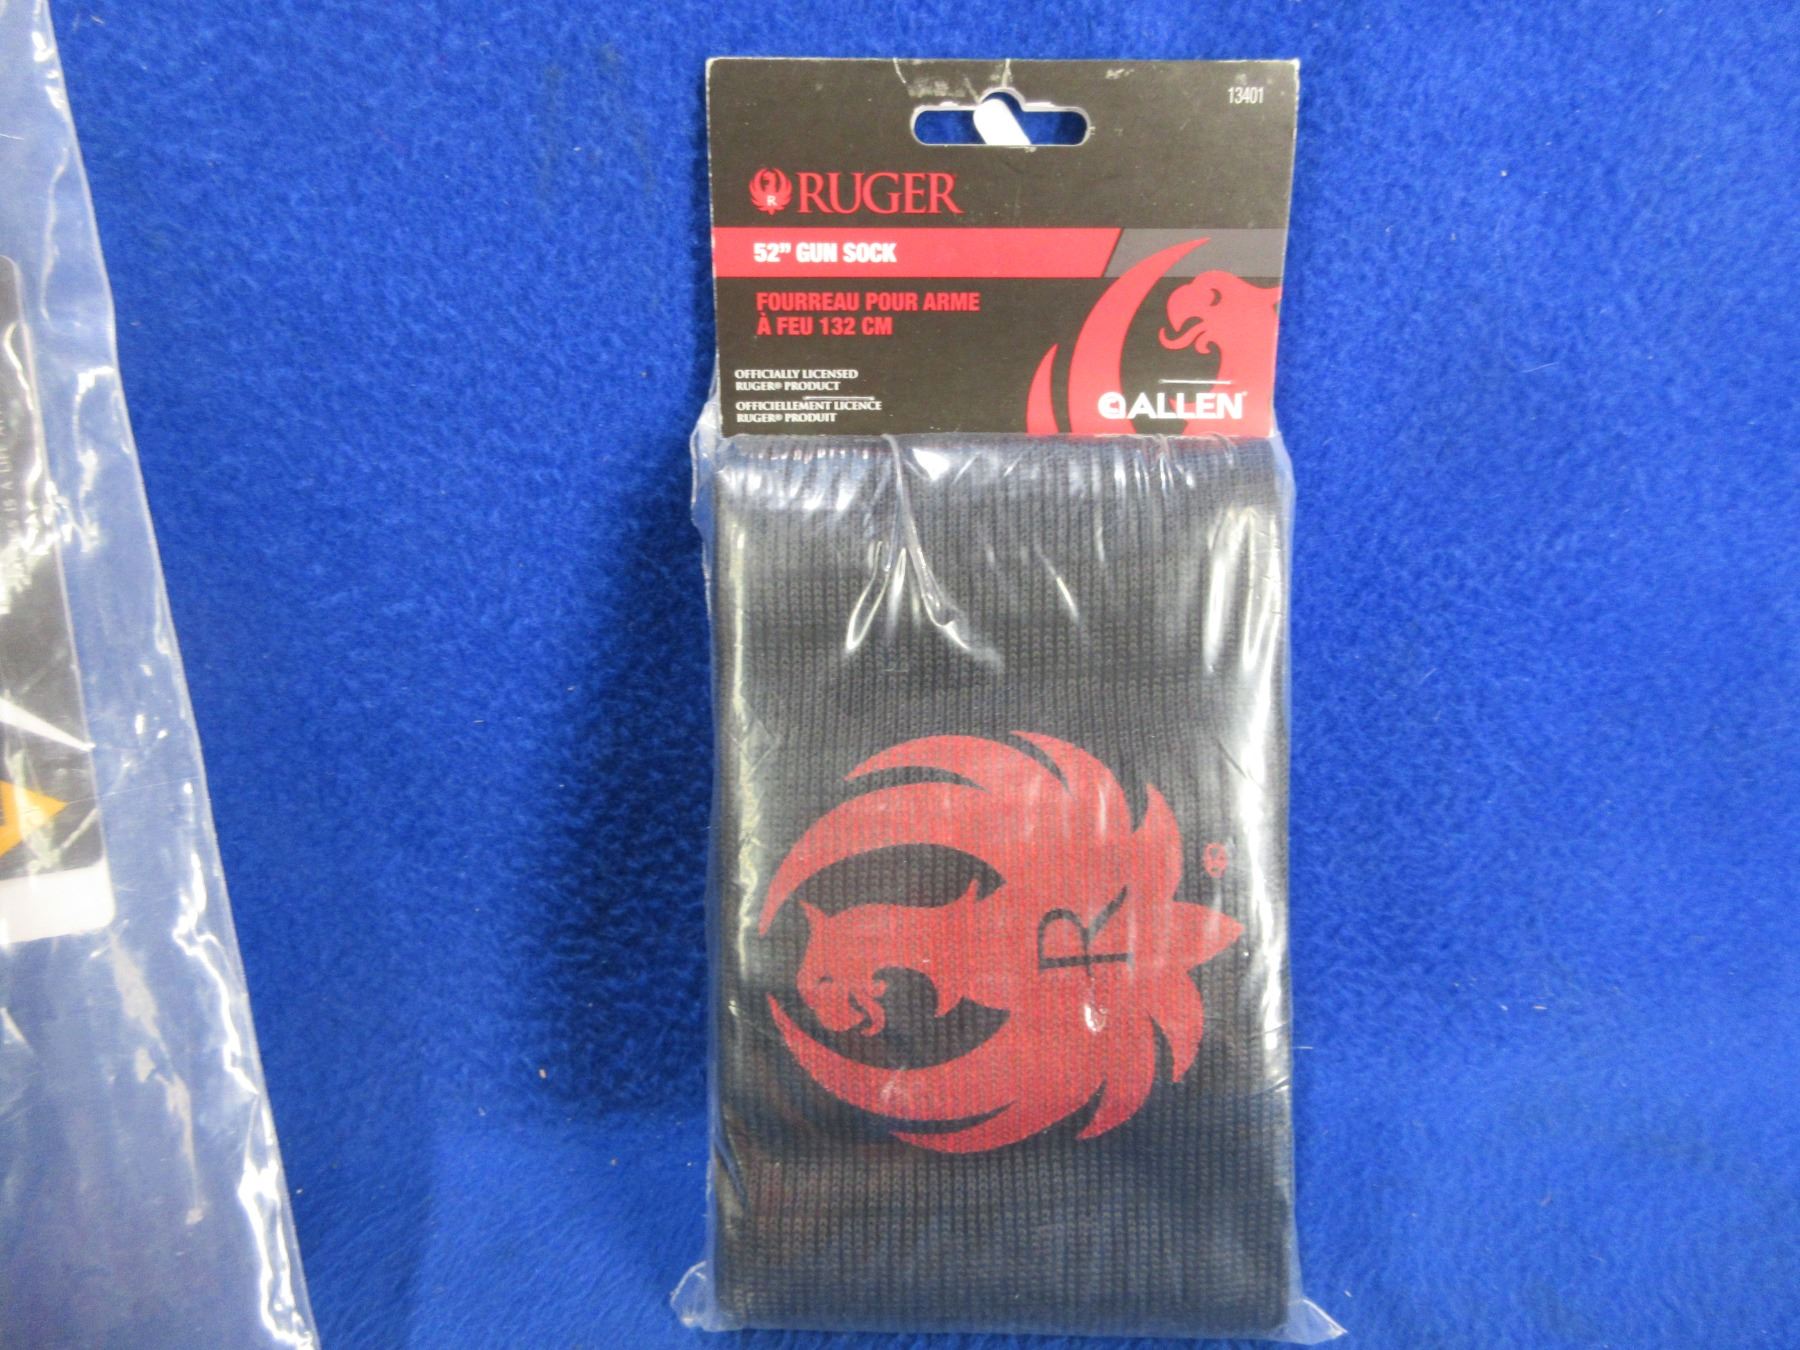 13401
RUGER
52” GUN SOCK
FOURREAU POUR ARME
À FEU 132 CM
OFFICIALLY LICENSED
RUGER® PRODUCT
OFFICIELLEMENT LICENCE
RUGER® PRODUIT
ALLEN
R
R
®